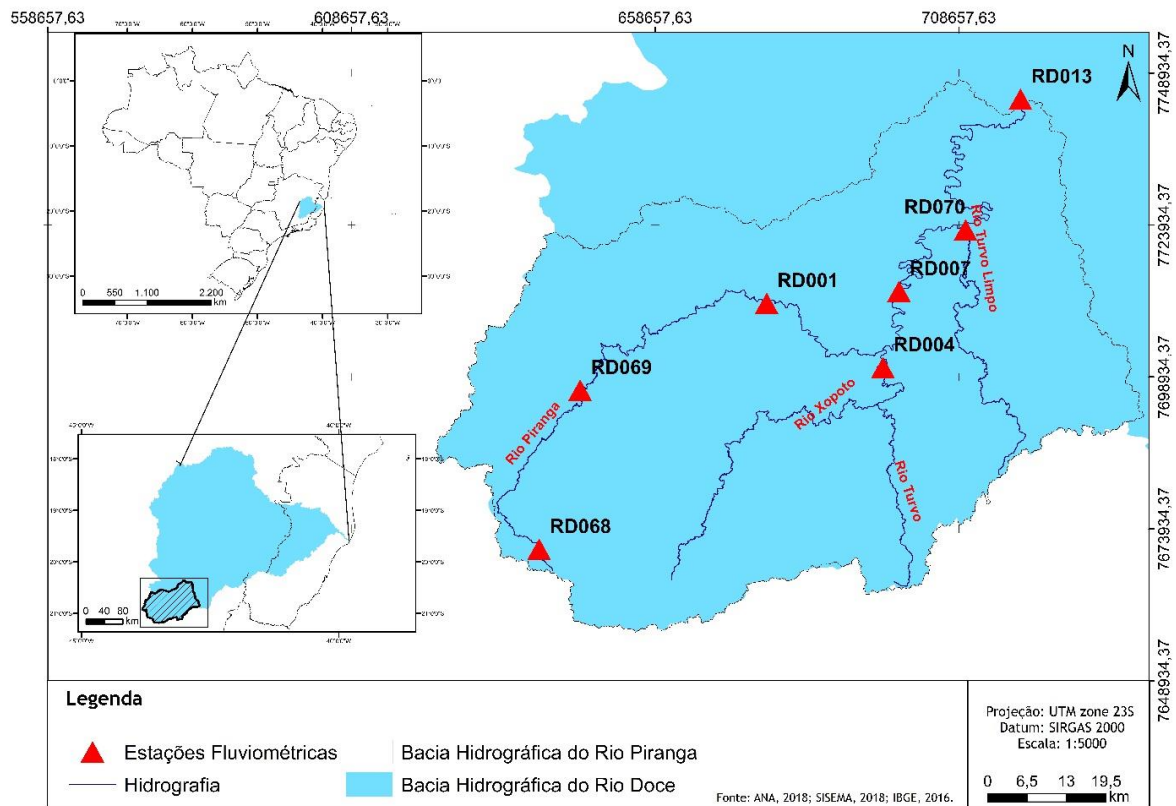 558657,63
608657,63
658657,63
708657,63
7748934,37
7723934,37
7698934,37
7673934,37
7648934,37
N
0 550 1.100 2.200
km
0 40 80
km
RD013
RD070
Rio Turvo Limpo
RD007
RD001
RD004
RD069
Rio Xopoto
Rio Piranga
Rio Turvo
RD068
Legenda
Estações Fluviométricas
Bacia Hidrográfica do Rio Piranga
Hidrografia
Bacia Hidrográfica do Rio Doce
Fonte: ANA, 2018; SISEMA, 2018; IBGE, 2016.
Projeção: UTM zone 23S
Datum: SIRGAS 2000
Escala: 1:5000
0 6,5 13 19,5
km